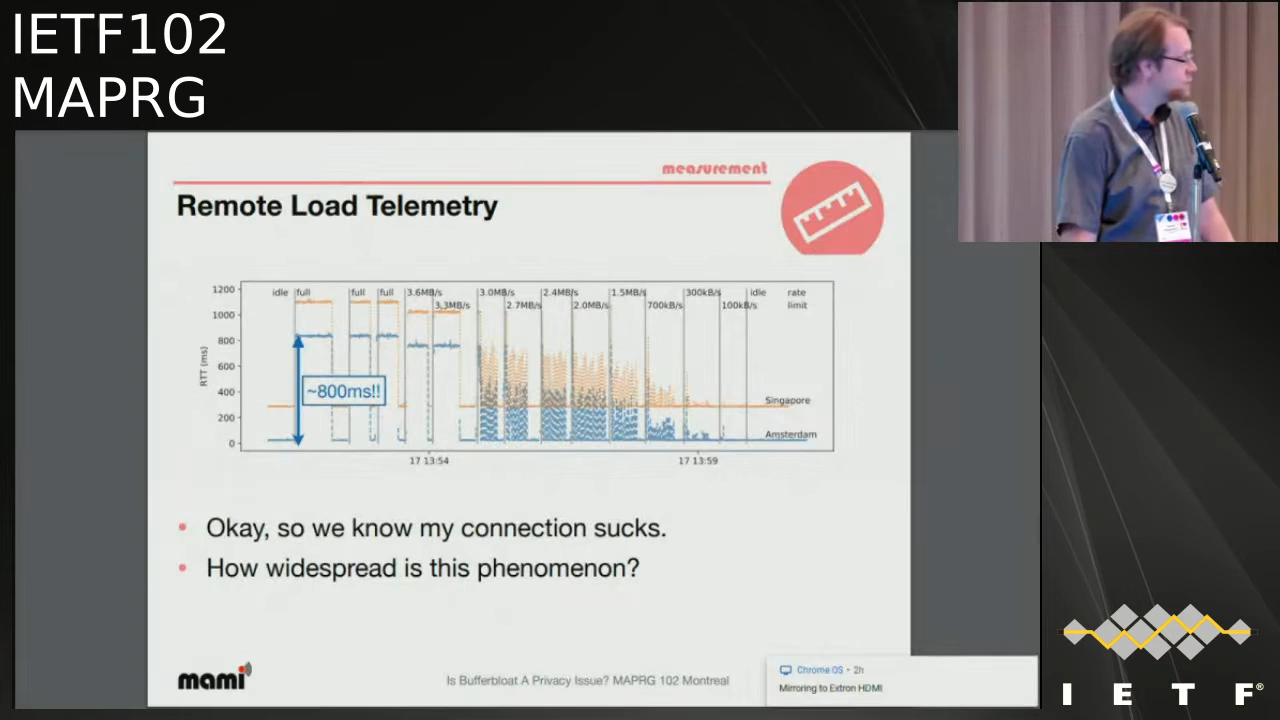 IETF102
MAPRG
measurement
Remote Load Telemetry
1200
1000
800
600
400
200
0
RTT (ms)
idle
full
full
full
3.6MB/s
3.3MB/s
3.0MB/s
2.7MB/s
2.4MB/s
2.0MB/s
1.5MB/s
700kB/s
300kB/s
100kB/s
idle
rate
limit
~800ms!!
Singapore
Amsterdam
17 13:54
17 13:59
• Okay, so we know my connection sucks.
• How widespread is this phenomenon?
mami
Is Bufferbloat A Privacy Issue? MAPRG 102 Montreal
Chrome OS • 2h
Mirroring to Extron HDMI
I E T F®